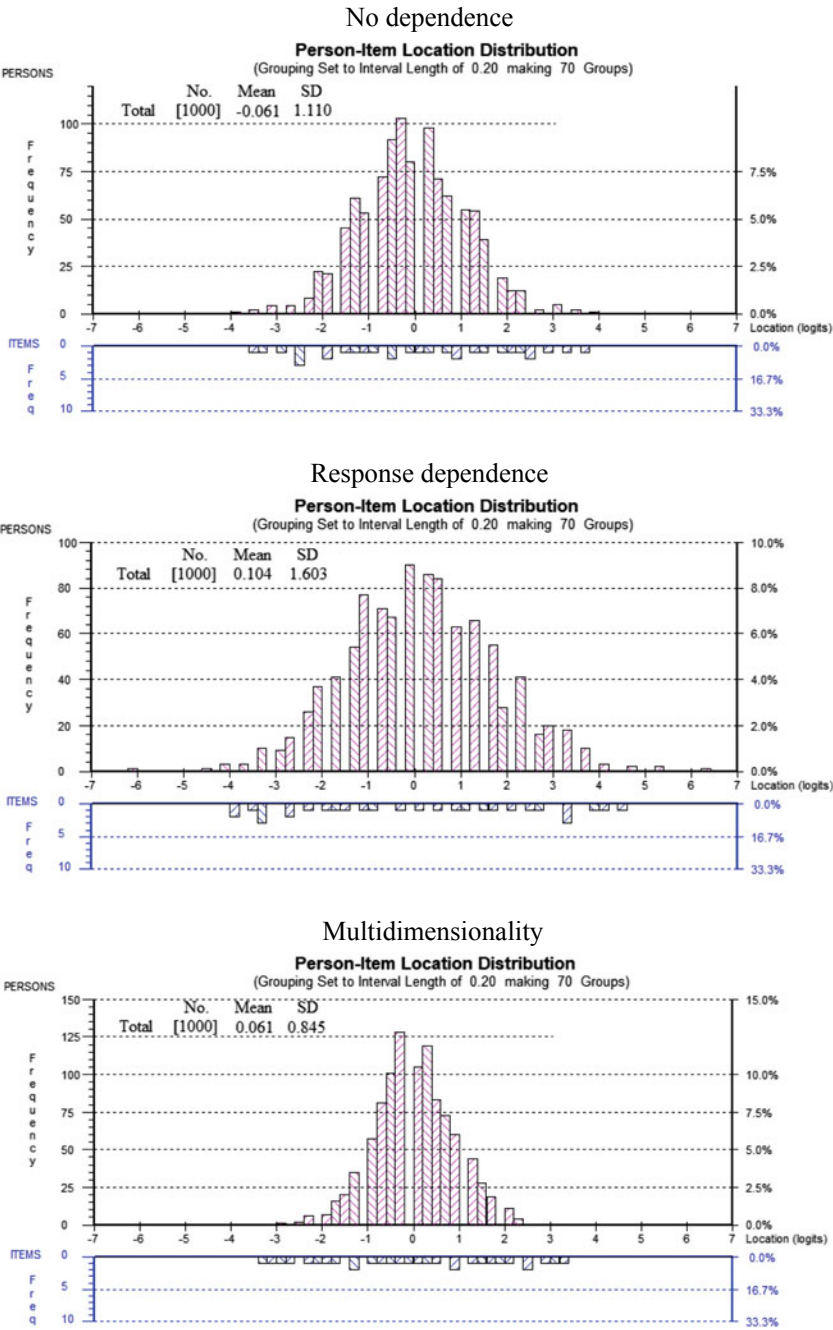 No dependence
Person-Item Location Distribution
(Grouping Set to Interval Length of 0.20 making 70 Groups)
PERSONS
No. Mean SD
Total [1000] -0.061 1.110
Frequency
100
75
50
25
0
7.5%
5.0%
2.5%
0.0%
-7 -6 -5 -4 -3 -2 -1 0 1 2 3 4 5 6 7 Location (logits)
ITEMS
Freq
0
5
10
0.0%
16.7%
33.3%
Response dependence
Person-Item Location Distribution
(Grouping Set to Interval Length of 0.20 making 70 Groups)
PERSONS
No. Mean SD
Total [1000] 0.104 1.603
Frequency
100
80
60
40
20
0
10.0%
8.0%
6.0%
4.0%
2.0%
0.0%
-7 -6 -5 -4 -3 -2 -1 0 1 2 3 4 5 6 7 Location (logits)
ITEMS
Freq
0
5
10
0.0%
16.7%
33.3%
Multidimensionality
Person-Item Location Distribution
(Grouping Set to Interval Length of 0.20 making 70 Groups)
PERSONS
No. Mean SD
Total [1000] 0.061 0.845
Frequency
150
125
100
75
50
25
0
15.0%
10.0%
7.5%
5.0%
2.5%
0.0%
-7 -6 -5 -4 -3 -2 -1 0 1 2 3 4 5 6 7 Location (logits)
ITEMS
Freq
0
5
10
0.0%
16.7%
33.3%